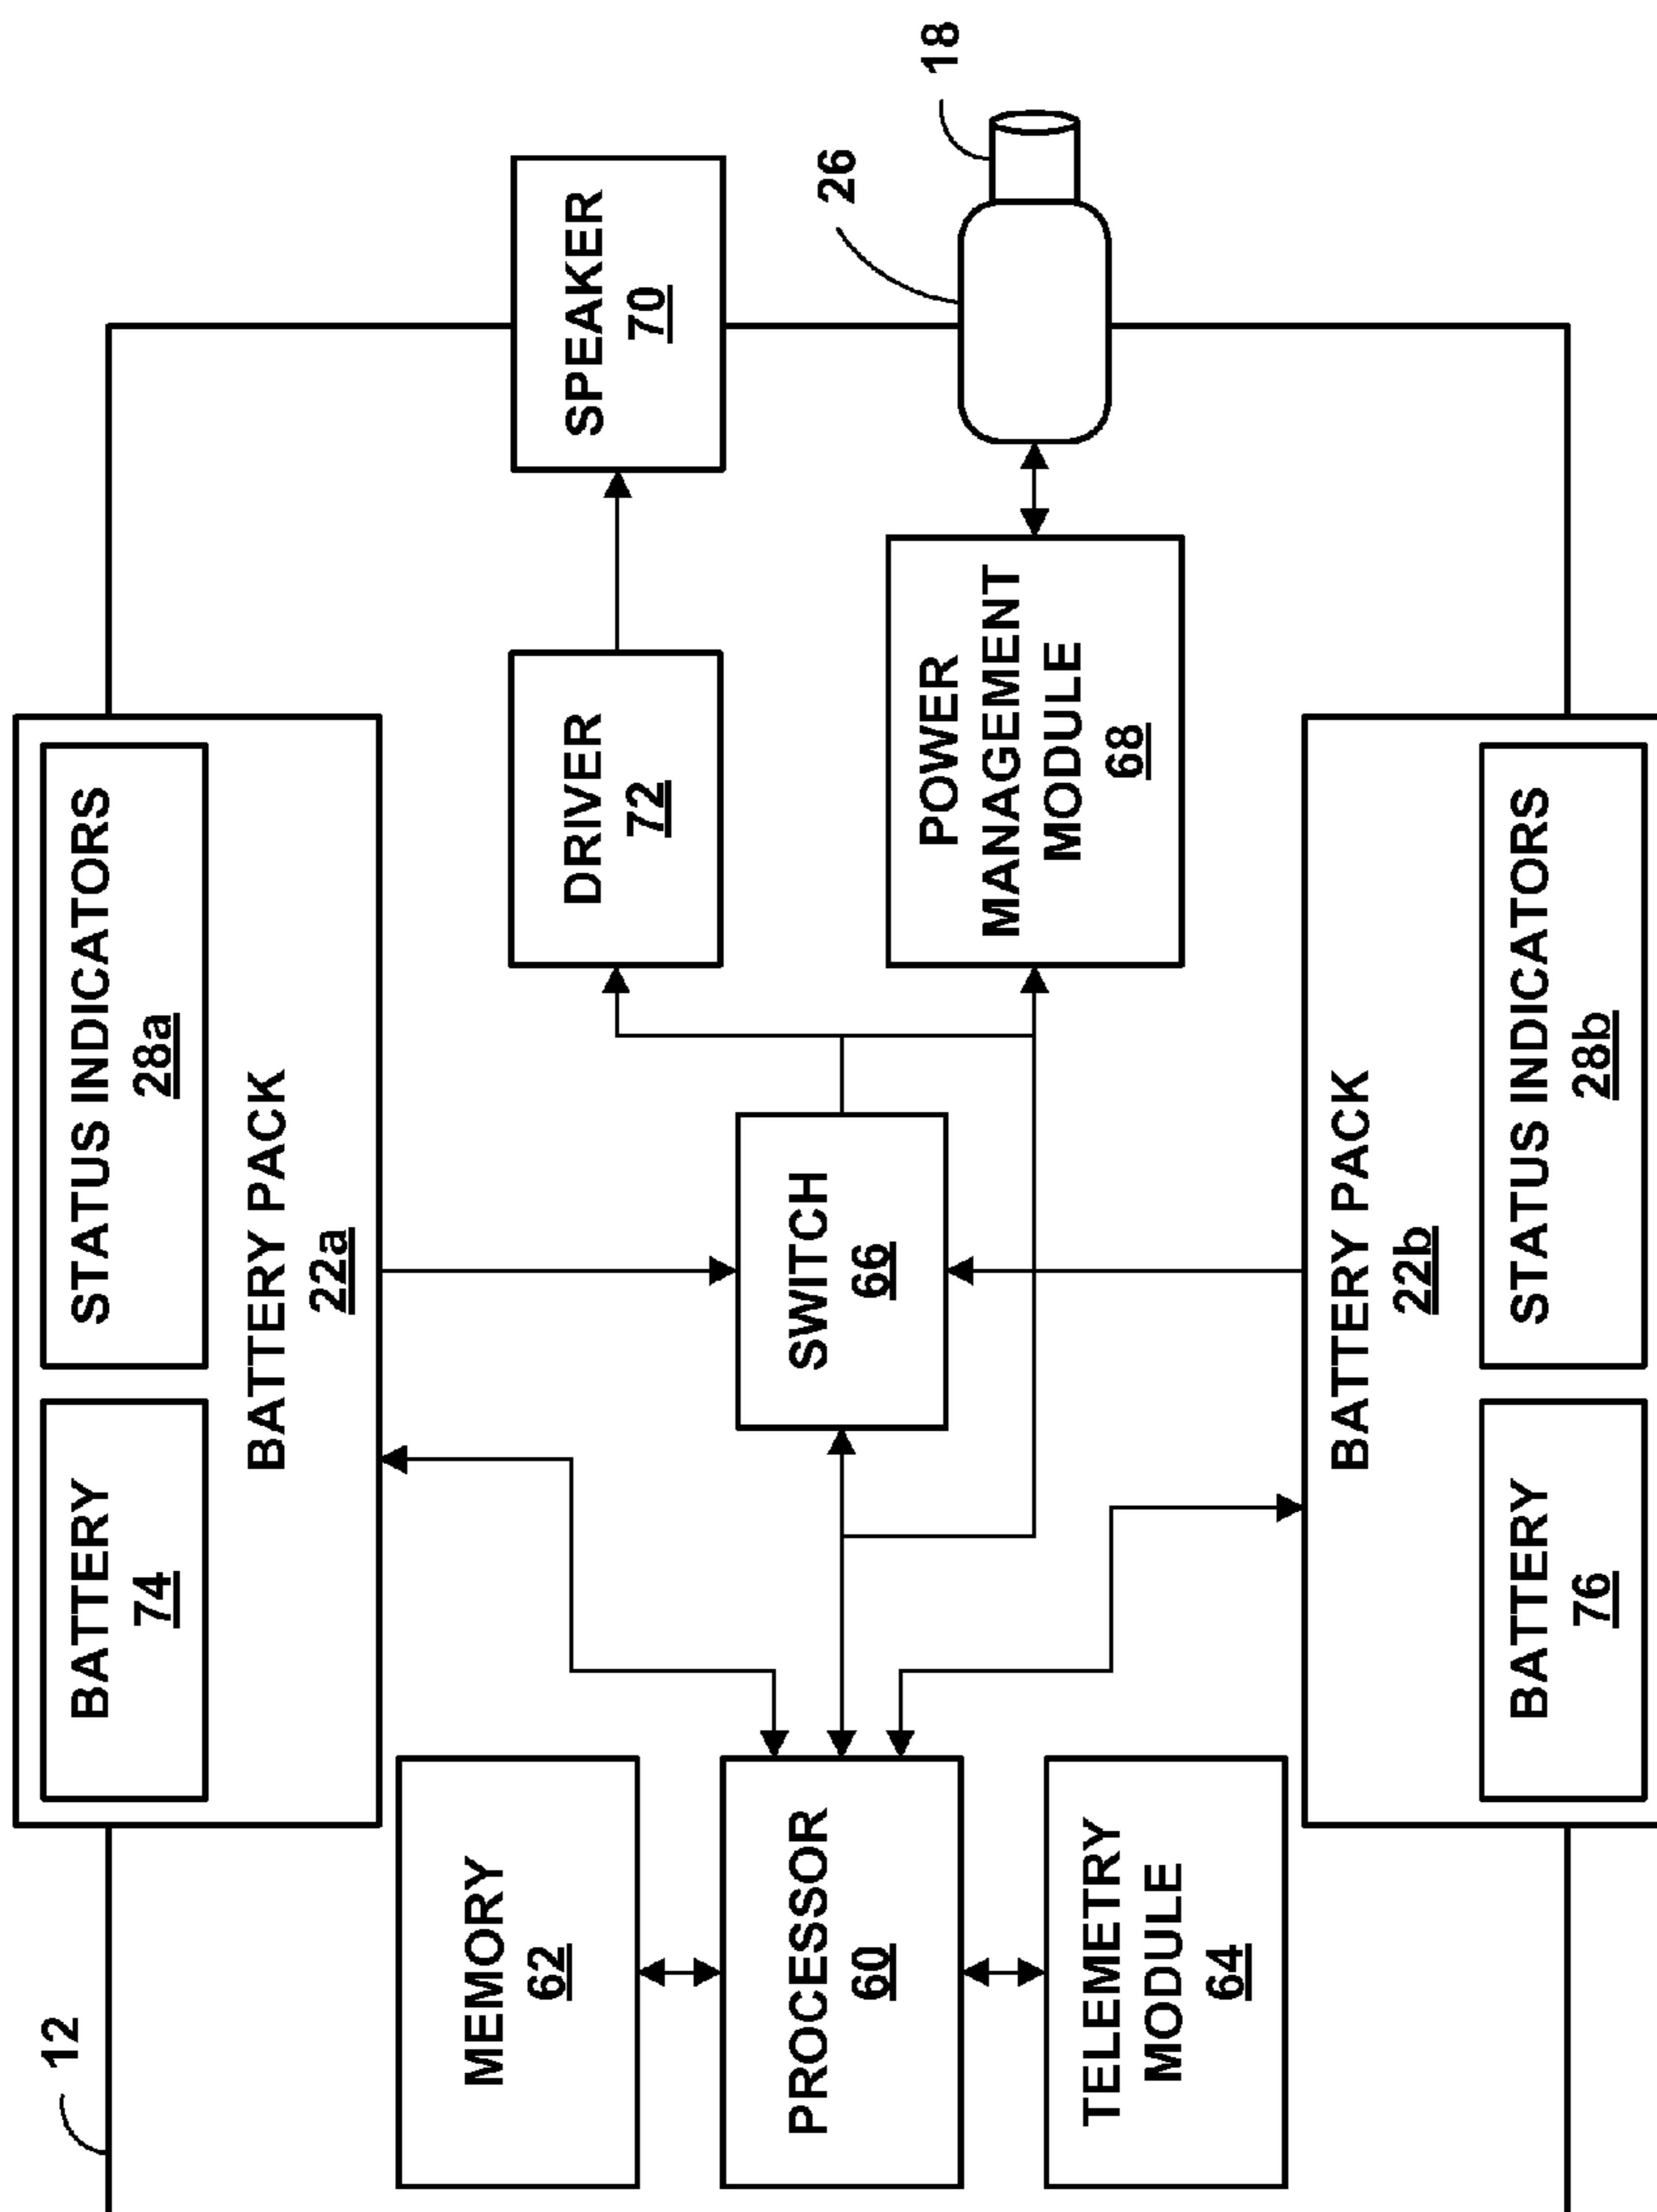 12
BATTERY
74
STATUS INDICATORS
28a
BATTERY PACK
22a
MEMORY
62
DRIVER
72
SPEAKER
70
PROCESSOR
60
SWITCH
66
26
18
POWER
MANAGEMENT
MODULE
68
TELEMETRY
MODULE
64
BATTERY PACK
22b
BATTERY
76
STATUS INDICATORS
28b